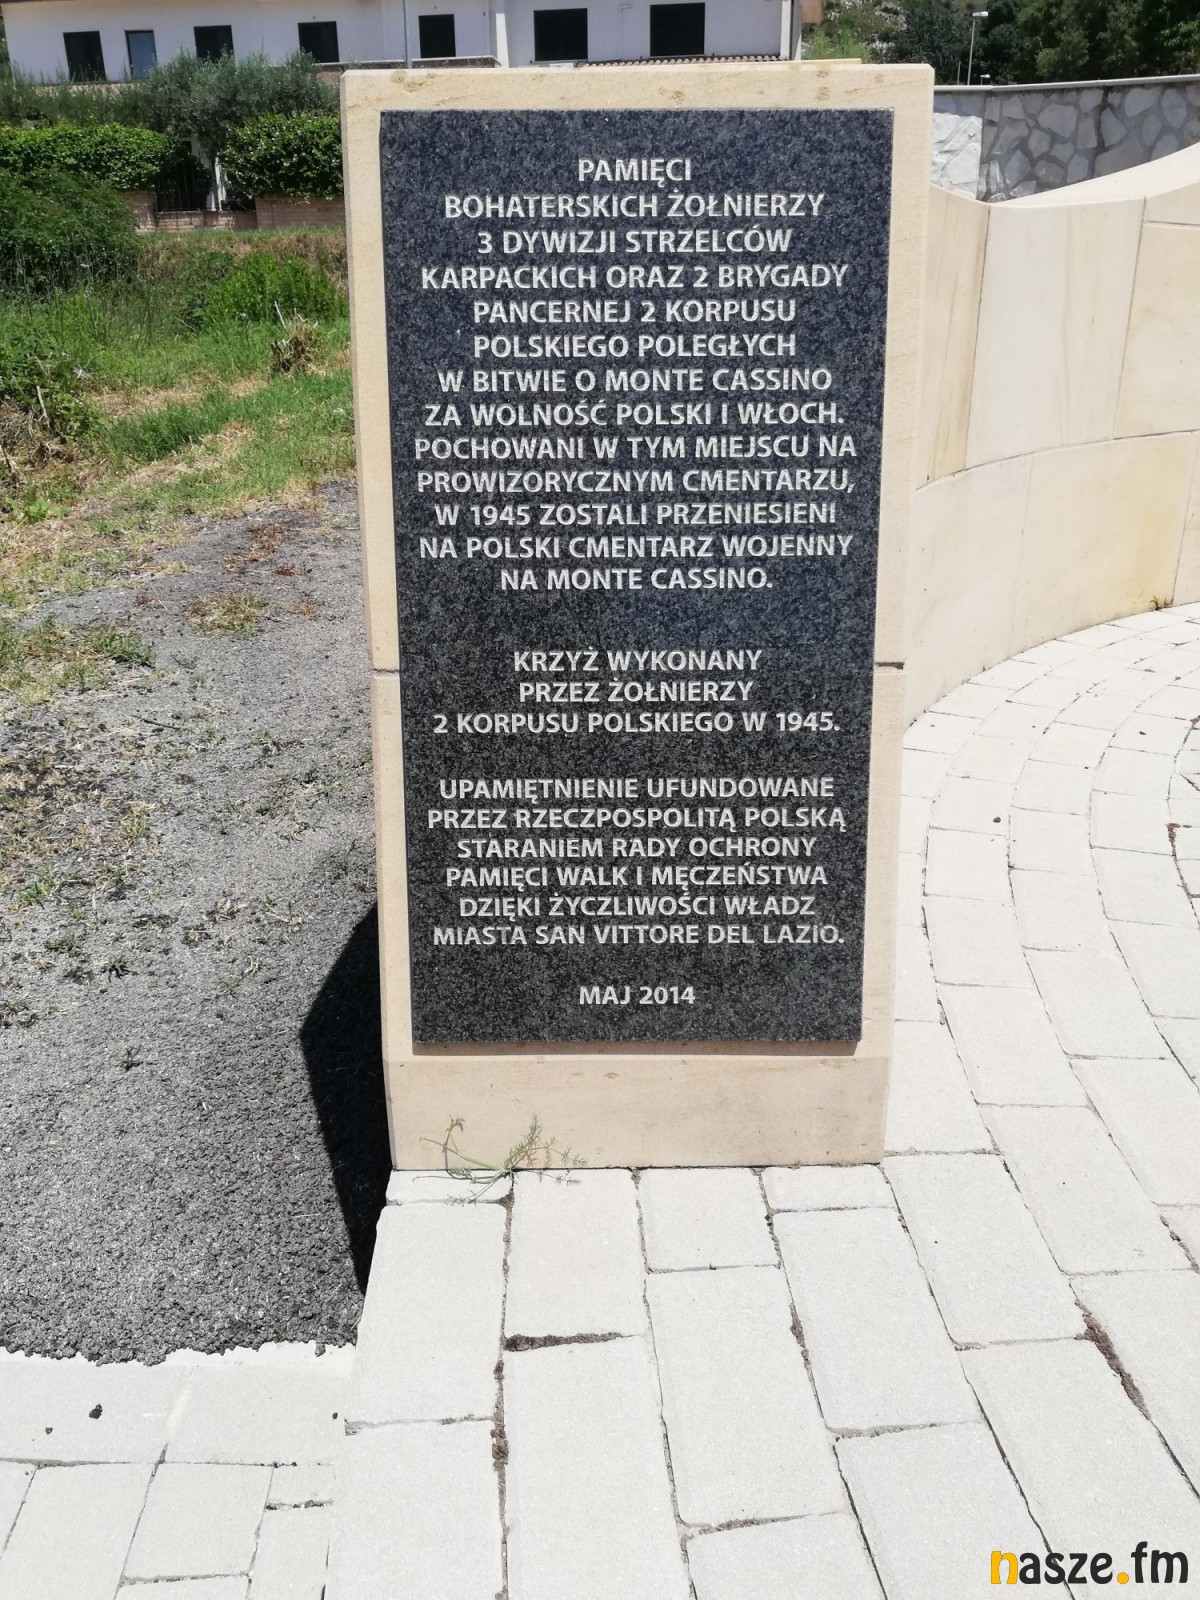 PAMIĘCI
BOHATERSKICH ŻOŁNIERZY
3 DYWIZJI STRZELCÓW
KARPACKICH ORAZ 2 BRYGADY
PANCERNEJ 2 KORPUSU
POLSKIEGO POLEGŁYCH
W BITWIE O MONTE CASSINO
ZA WOLNOŚĆ POLSKI I WŁOCH.
POCHOWANI W TYM MIEJSCU NA
PROWIZORYCZNYM CMENTARZU,
W 1945 ZOSTALI PRZENIESIENI
NA POLSKI CMENTARZ WOJENNY
NA MONTE CASSINO.
KRZYŻ WYKONANY
PRZEZ ŻOŁNIERZY
2 KORPUSU POLSKIEGO W 1945.
UPAMIĘTNIENIE UFUNDOWANE
PRZEZ RZECZPOSPOLITĄ POLSKĄ
STARANIEM RADY OCHRONY
PAMIĘCI WALK I MĘCZEŃSTWA
DZIĘKI ŻYCZLIWOŚCI WŁADZ
MIASTA SAN VITTORE DEL LAZIO.
MAJ 2014
nasze.fm